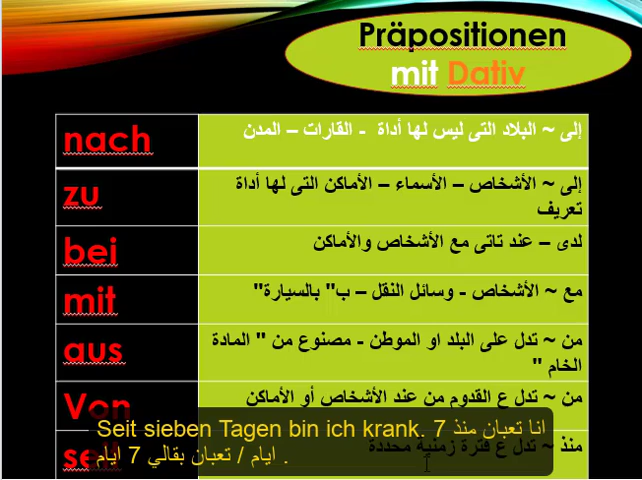 Präpositionen
mit Dativ
nach
إلى ~ البلاد التى ليس لها أداة - القارات – المدن
zu
إلى ~ الأشخاص – الأسماء – الأماكن التى لها أداة
تعريف
bei
لدى – عند تاتى مع الأشخاص والأماكن
mit
مع ~ الأشخاص - وسائل النقل – ب" بالسيارة"
aus
من ~ تدل على البلد او الموطن - مصنوع من " المادة
الخام "
Von
من ~ تدل ع القدوم من عند الأشخاص أو الأماكن
seit
منذ ~ تدل ع فترة زمنية محددة
Seit sieben Tagen bin ich krank. انا تعبان منذ 7
ايام / تعبان بقالي 7 ايام .